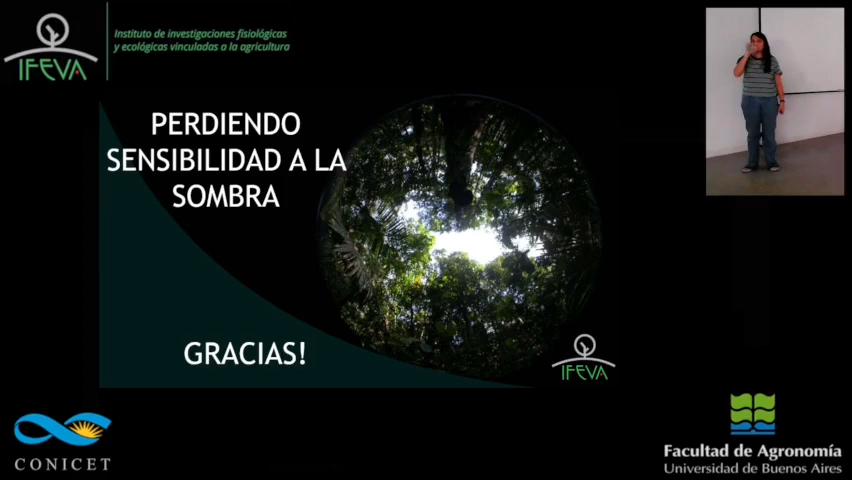 IFEVA
Instituto de investigaciones fisiológicas
y ecológicas vinculadas a la agricultura
PERDIENDO
SENSIBILIDAD A LA
SOMBRA
GRACIAS!
IFEVA
CONICET
Facultad de Agronomía
Universidad de Buenos Aires